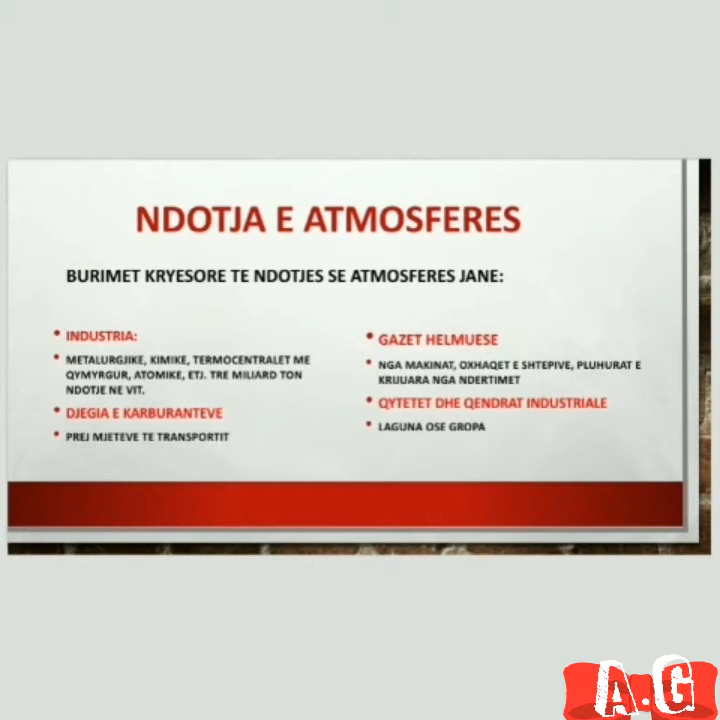 NDOTJA E ATMOSFERES
BURIMET KRYESORE TE NDOTJES SE ATMOSFERES JANE:
• INDUSTRIA:
• METALURGJIKE, KIMIKE, TERMOCENTRALET ME
QYMYRGUR, ATOMIKE, ETJ. TRE MILIARD TON
NDOTJE NE VIT.
• DJEGIA E KARBURANTEVE
• PREJ MJETEVE TE TRANSPORTIT
• GAZET HELMUESE
• NGA MAKINAT, OXHAQET E SHTEPIVE, PLUHURAT E
KRIJUARA NGA NDERTIMET
• QYTETET DHE QENDRAT INDUSTRIALE
• LAGUNA OSE GROPA
A.G